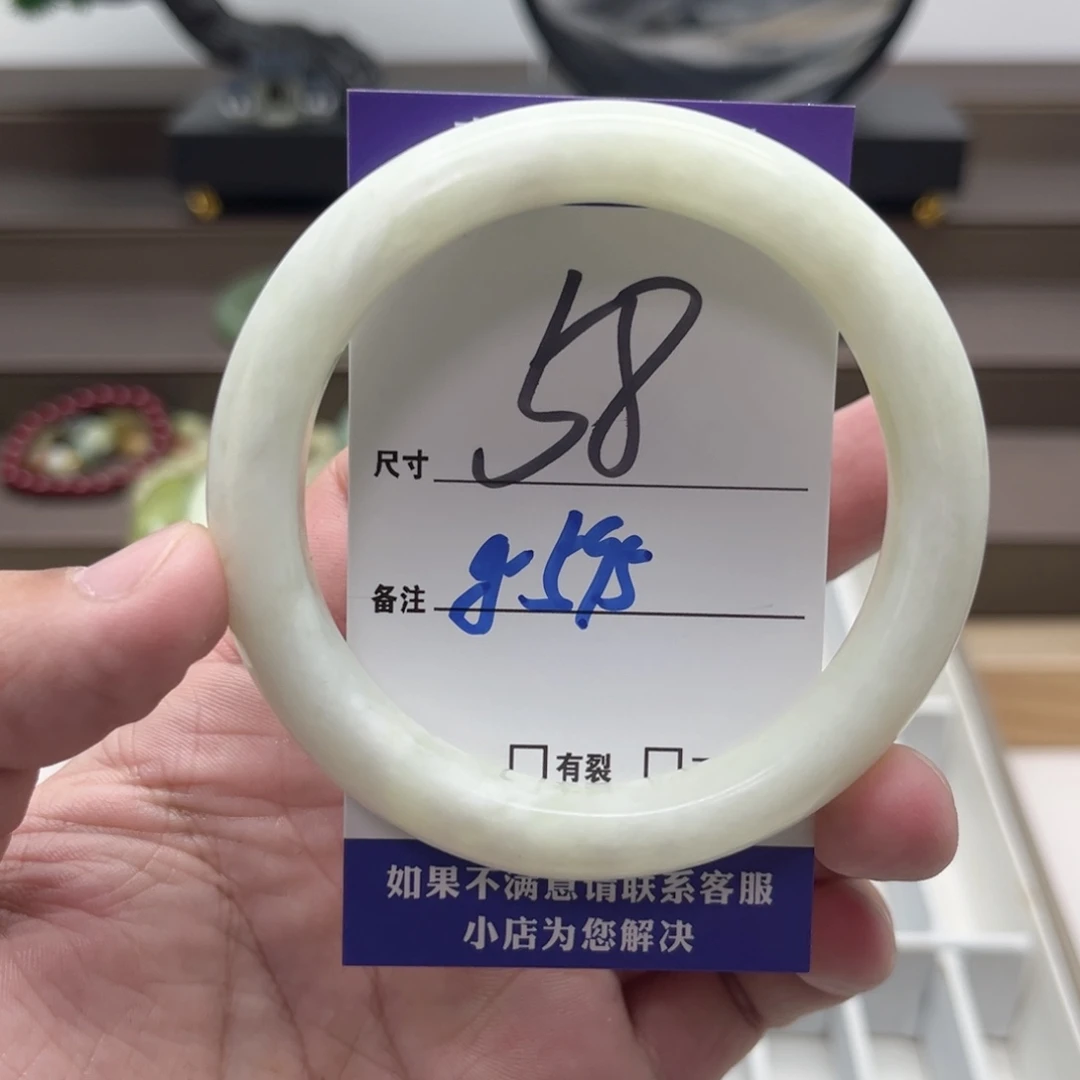 尺寸 58
备注
□有裂 □
如果不满意请联系客服
小店为您解决